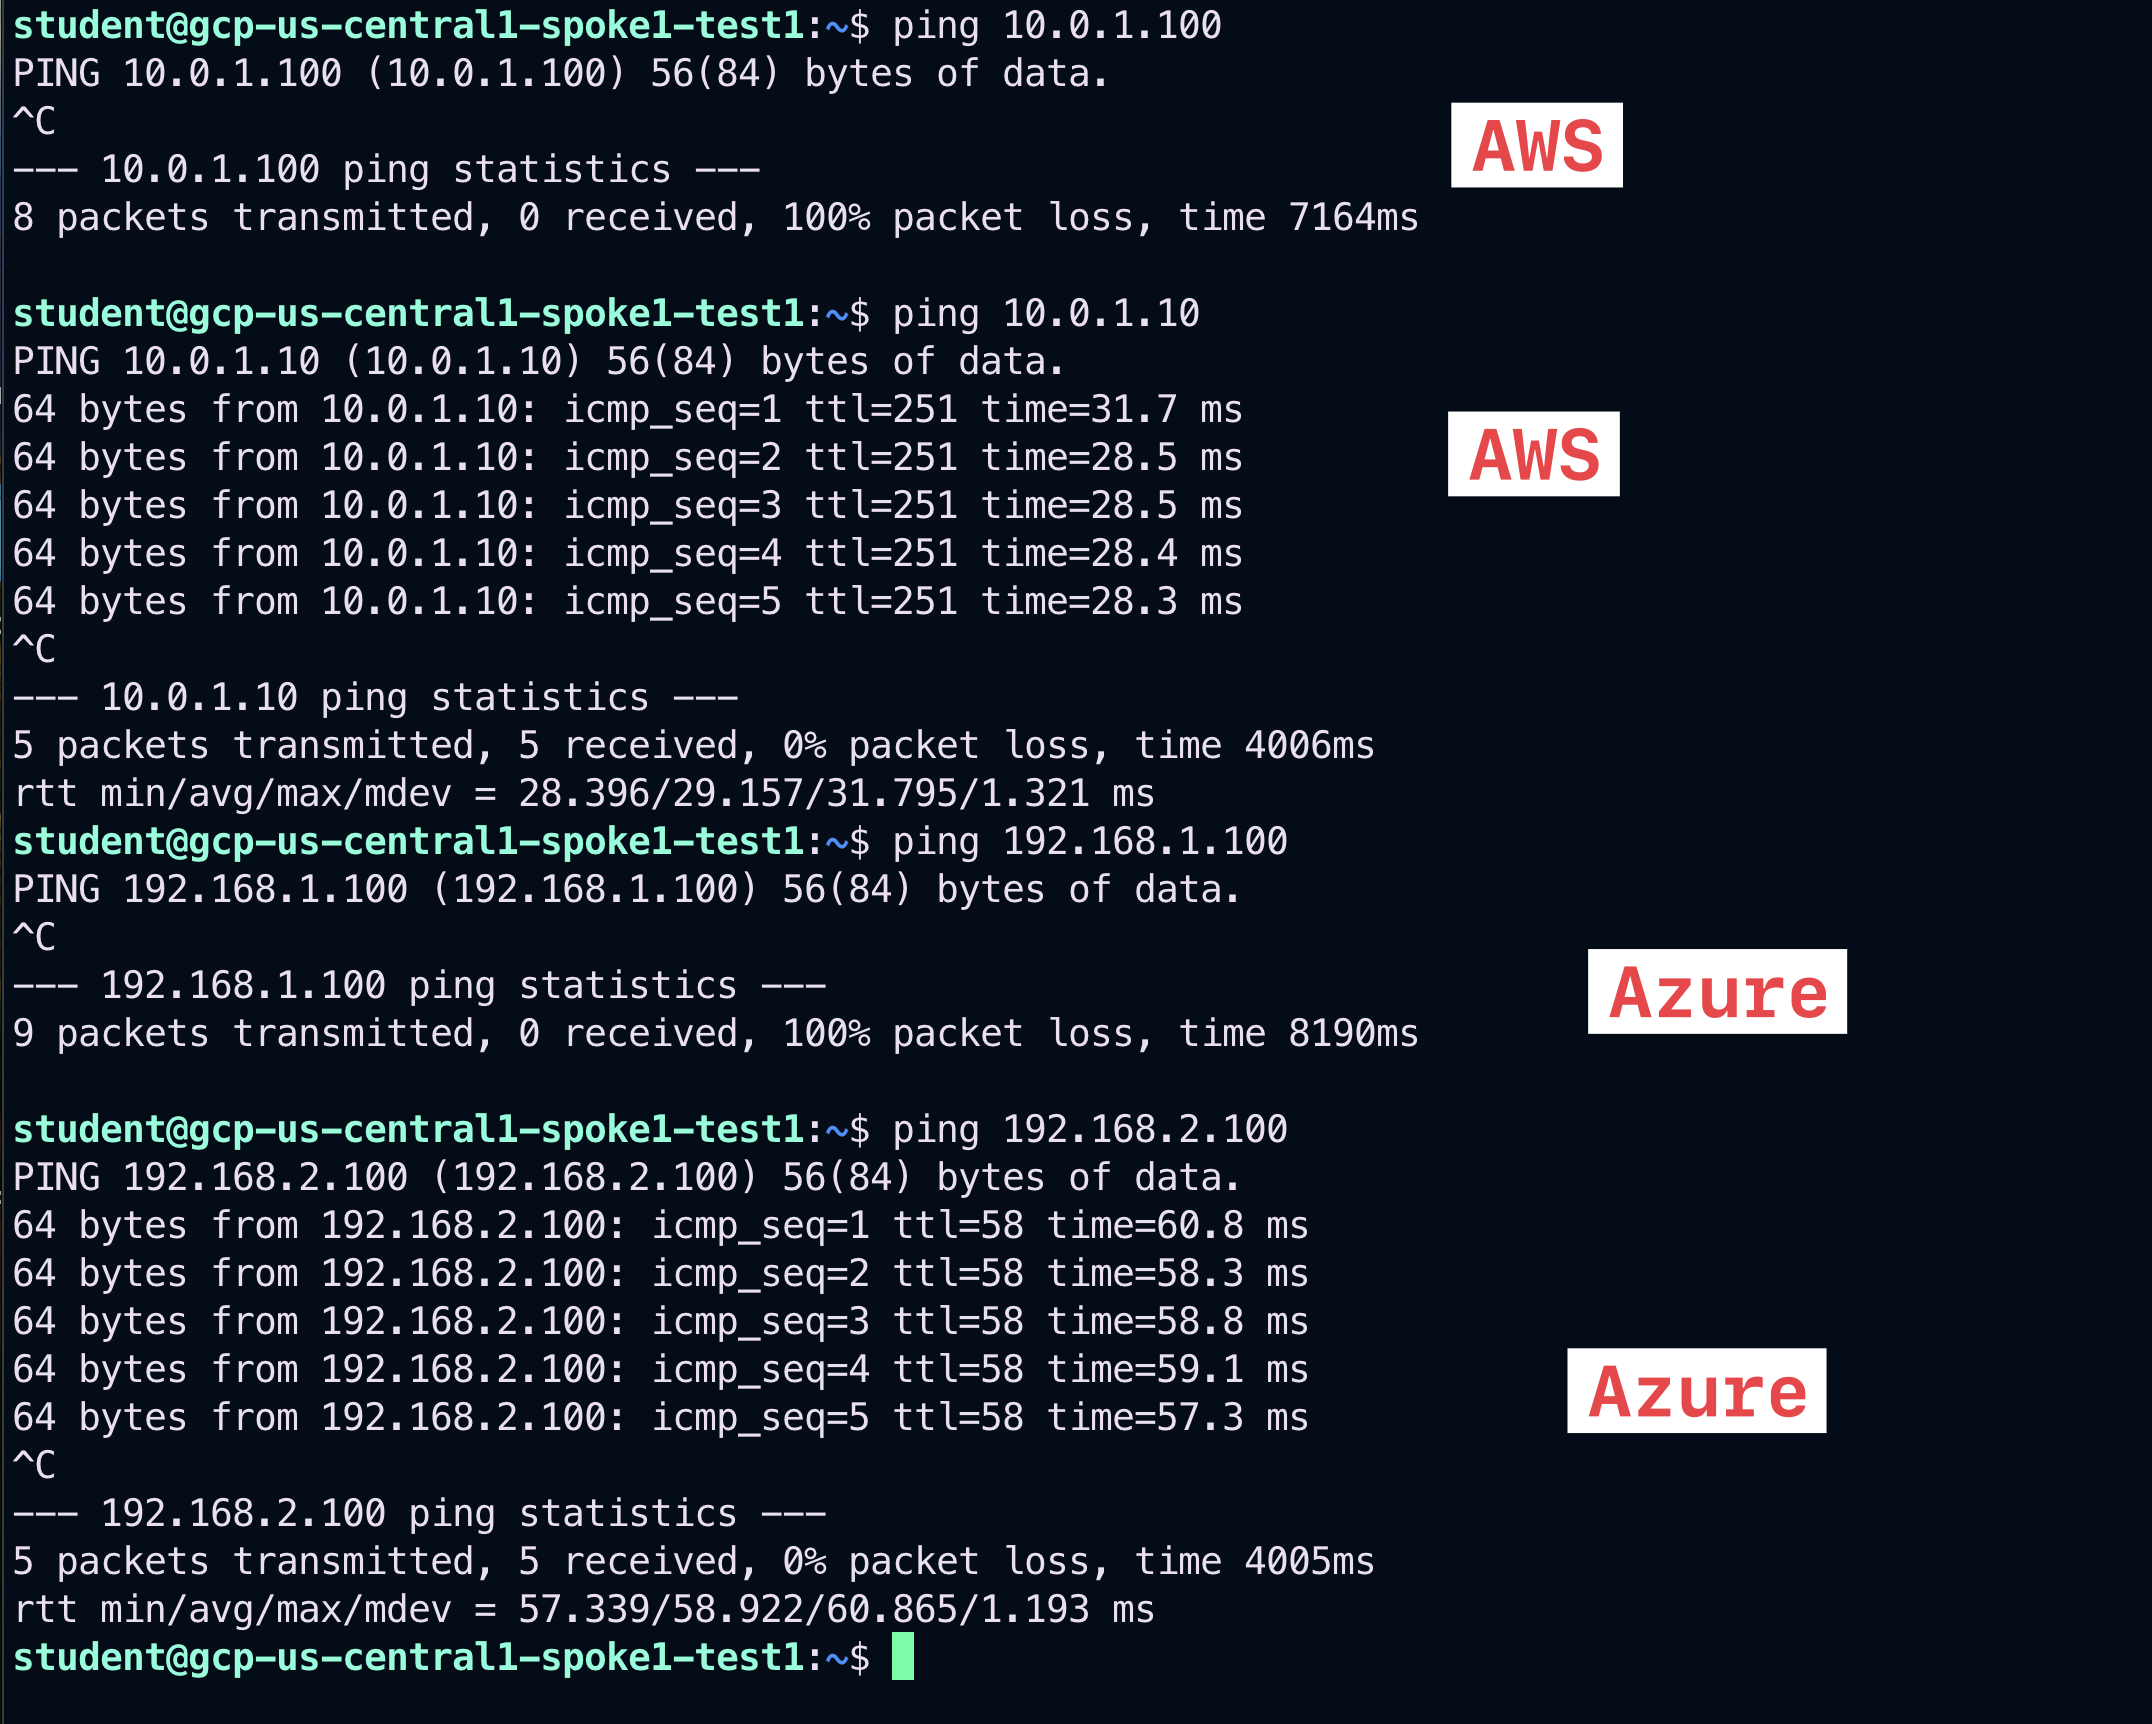 student@gcp-us-central1-spoke1-test1:~$ ping 10.0.1.100
PING 10.0.1.100 (10.0.1.100) 56(84) bytes of data.
^C
AWS
--- 10.0.1.100 ping statistics ---
8 packets transmitted, 0 received, 100% packet loss, time 7164ms
student@gcp-us-central1-spoke1-test1:~$ ping 10.0.1.10
PING 10.0.1.10 (10.0.1.10) 56(84) bytes of data.
64 bytes from 10.0.1.10: icmp_seq=1 ttl=251 time=31.7 ms
64 bytes from 10.0.1.10: icmp_seq=2 ttl=251 time=28.5 ms
AWS
64 bytes from 10.0.1.10: icmp_seq=3 ttl=251 time=28.5 ms
64 bytes from 10.0.1.10: icmp_seq=4 ttl=251 time=28.4 ms
64 bytes from 10.0.1.10: icmp_seq=5 ttl=251 time=28.3 ms
^C
--- 10.0.1.10 ping statistics ---
5 packets transmitted, 5 received, 0% packet loss, time 4006ms
rtt min/avg/max/mdev = 28.396/29.157/31.795/1.321 ms
student@gcp-us-central1-spoke1-test1:~$ ping 192.168.1.100
PING 192.168.1.100 (192.168.1.100) 56(84) bytes of data.
^C
--- 192.168.1.100 ping statistics ---
Azure
9 packets transmitted, 0 received, 100% packet loss, time 8190ms
student@gcp-us-central1-spoke1-test1:~$ ping 192.168.2.100
PING 192.168.2.100 (192.168.2.100) 56(84) bytes of data.
64 bytes from 192.168.2.100: icmp_seq=1 ttl=58 time=60.8 ms
64 bytes from 192.168.2.100: icmp_seq=2 ttl=58 time=58.3 ms
64 bytes from 192.168.2.100: icmp_seq=3 ttl=58 time=58.8 ms
64 bytes from 192.168.2.100: icmp_seq=4 ttl=58 time=59.1 ms
Azure
64 bytes from 192.168.2.100: icmp_seq=5 ttl=58 time=57.3 ms
^C
--- 192.168.2.100 ping statistics ---
5 packets transmitted, 5 received, 0% packet loss, time 4005ms
rtt min/avg/max/mdev = 57.339/58.922/60.865/1.193 ms
student@gcp-us-central1-spoke1-test1:~$